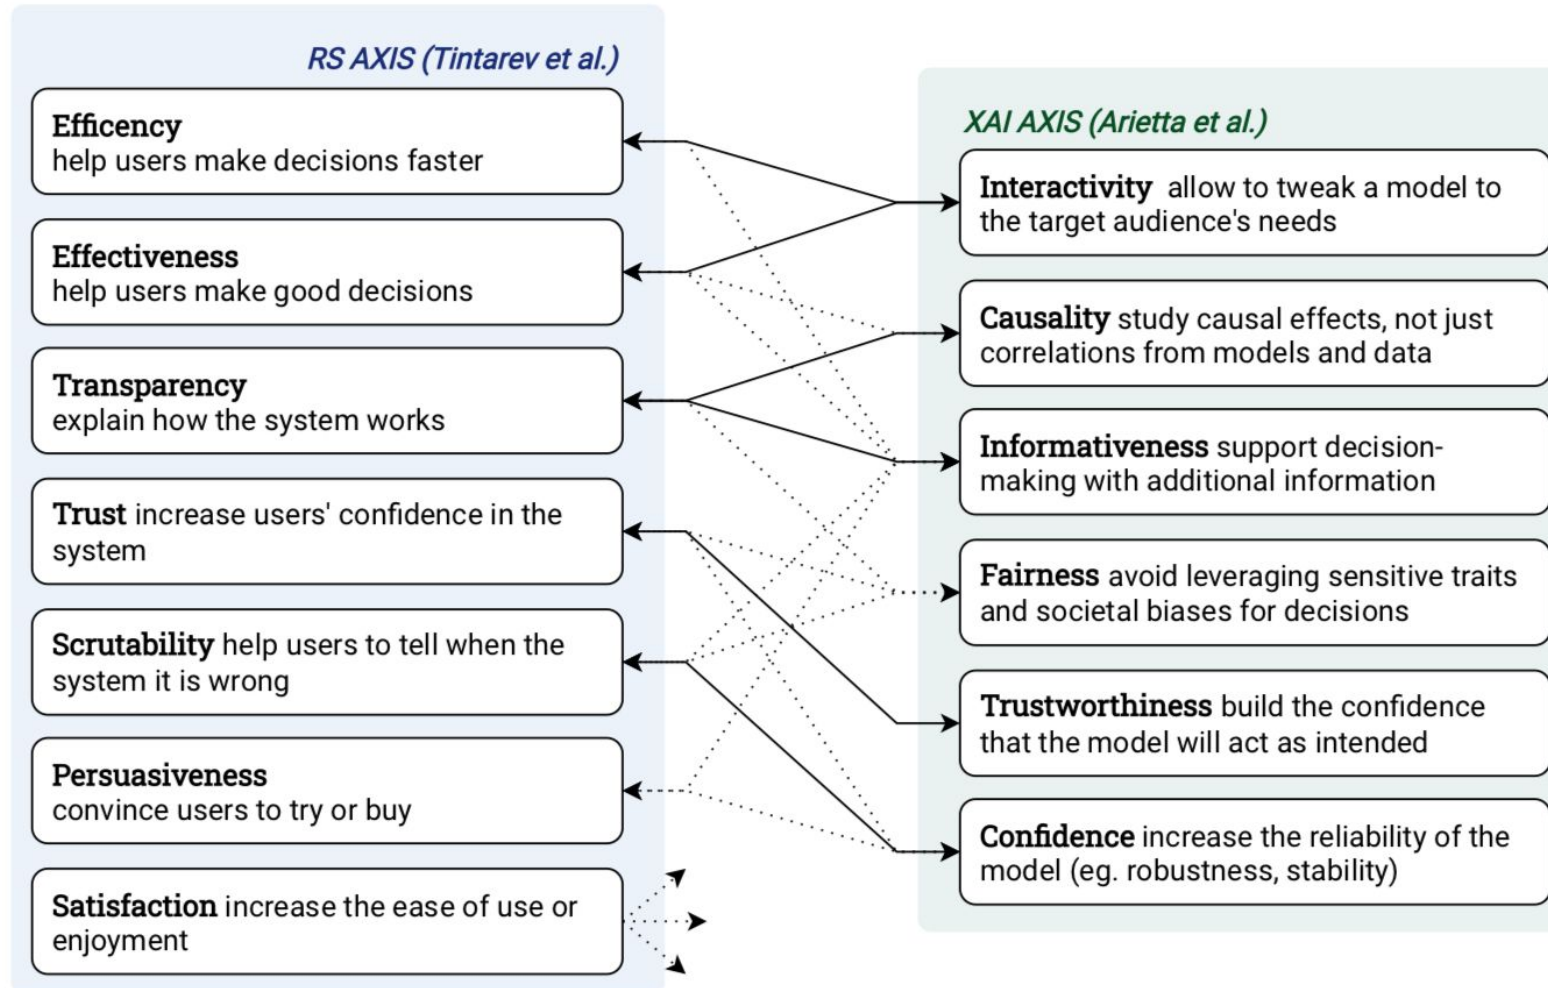 RS AXIS (Tintarev et al.)
Efficency
help users make decisions faster
Effectiveness
help users make good decisions
Transparency
explain how the system works
Trust increase users' confidence in the
system
Scrutability help users to tell when the
system it is wrong
Persuasiveness
convince users to try or buy
Satisfaction increase the ease of use or
enjoyment
XAI AXIS (Arietta et al.)
Interactivity allow to tweak a model to
the target audience's needs
Causality study causal effects, not just
correlations from models and data
Informativeness support decision-
making with additional information
Fairness avoid leveraging sensitive traits
and societal biases for decisions
Trustworthiness build the confidence
that the model will act as intended
Confidence increase the reliability of the
model (eg. robustness, stability)